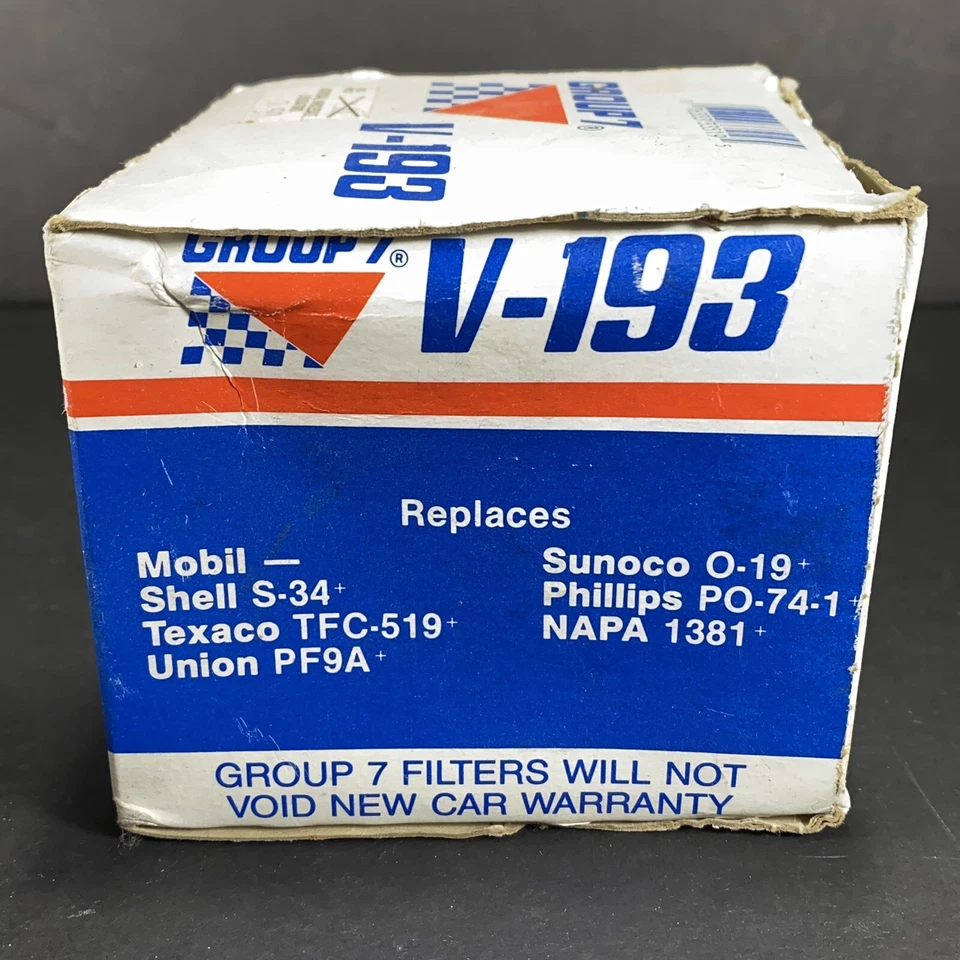 GROUP 7®
V-193
GROUP 7®
V-193
Replaces
Mobil —
Shell S-34+
Texaco TFC-519+
Union PF9A+
Sunoco O-19+
Phillips PO-74-1+
NAPA 1381+
GROUP 7 FILTERS WILL NOT
VOID NEW CAR WARRANTY